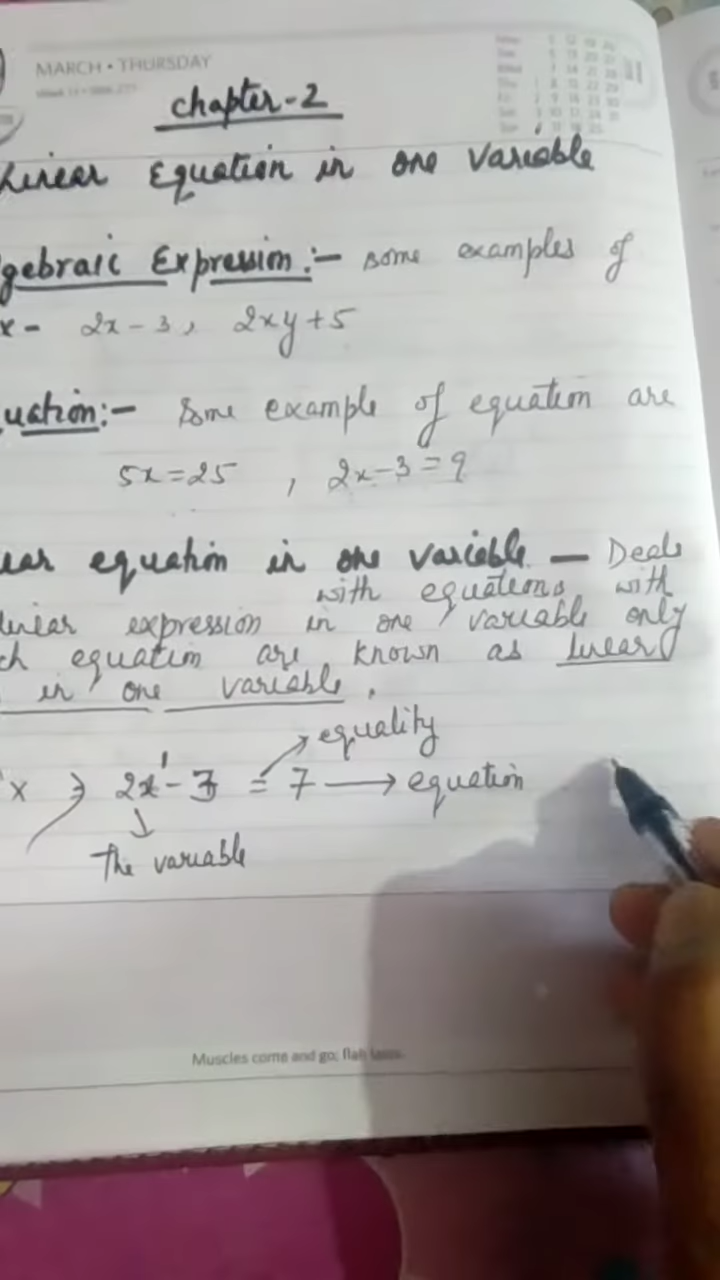 MARCH • THURSDAY
Chapter-2
Linear Equation in one Variable
gebraic Expression :- some examples of
x - 2x-3, 2xy+5
uation:- Some example of equation are
5x=25 , 2x-3=9
ear equation in one variable - Deals
with equations with
linear expression in one variable only
ch equation are known as linear
in one variable.
equality
x 2x¹-3 = 7 → equation
The variable
Muscles come and go; flab